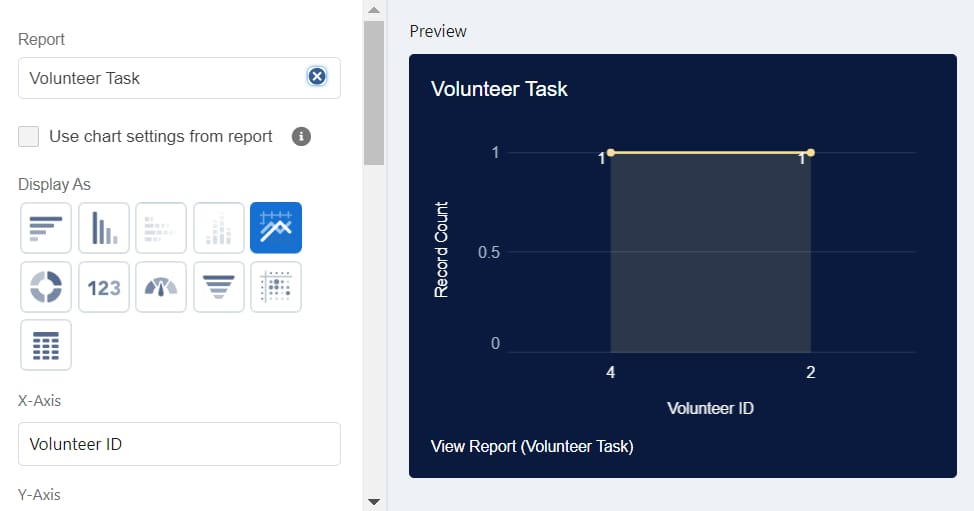 Report
Volunteer Task
Use chart settings from report
Display As
123
X-Axis
Volunteer ID
Y-Axis
Preview
Volunteer Task
1
0.5
0
Record Count
1
1
4
2
Volunteer ID
View Report (Volunteer Task)